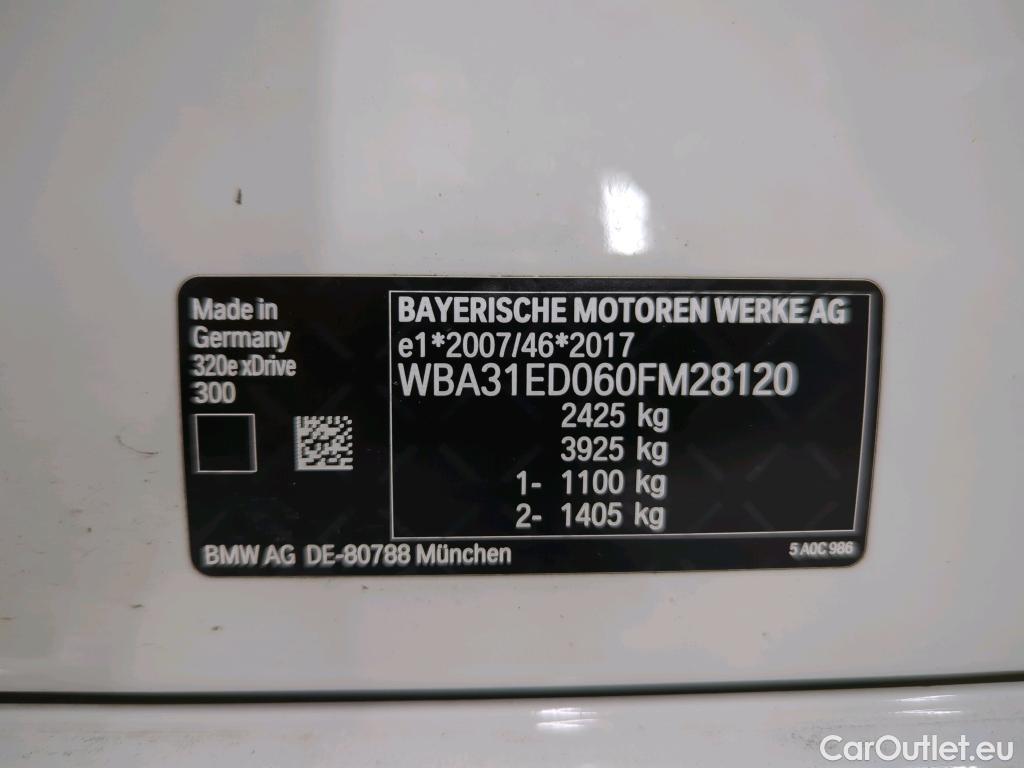 Made in
Germany
320e xDrive
300
BAYERISCHE MOTOREN WERKE AG
e1*2007/46*2017
WBA31ED060FM28120
2425 kg
3925 kg
1- 1100 kg
2- 1405 kg
BMW AG DE-80788 München
5 A0C 986
CarOutlet.eu